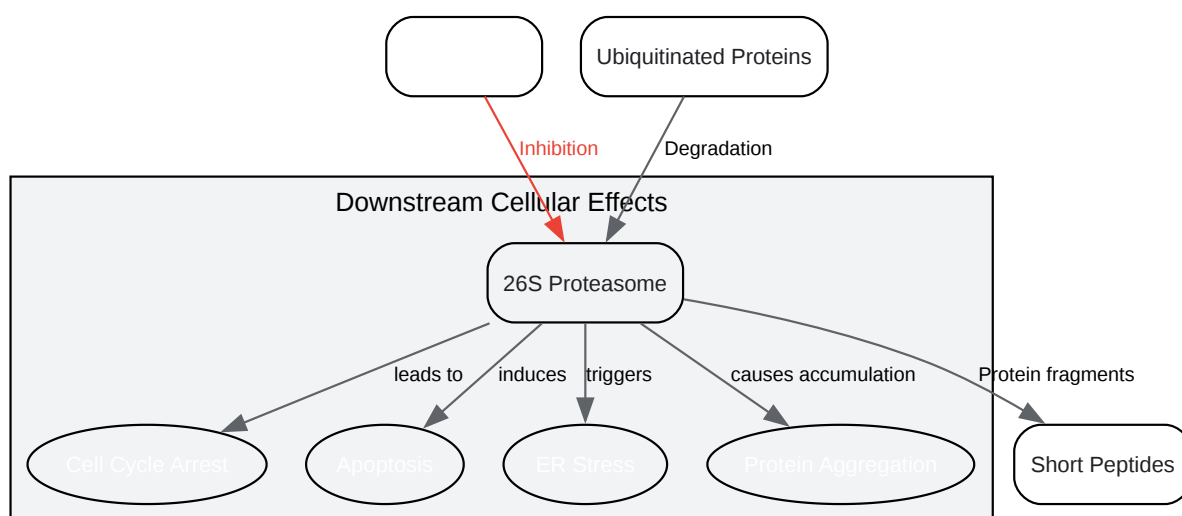 Ubiquitinated Proteins
Inhibition
Degradation
Downstream Cellular Effects
26S Proteasome
leads to
induces
triggers
causes accumulation
Protein fragments
Cell Cycle Arrest
Apoptosis
ER Stress
Protein Aggregation
Short Peptides